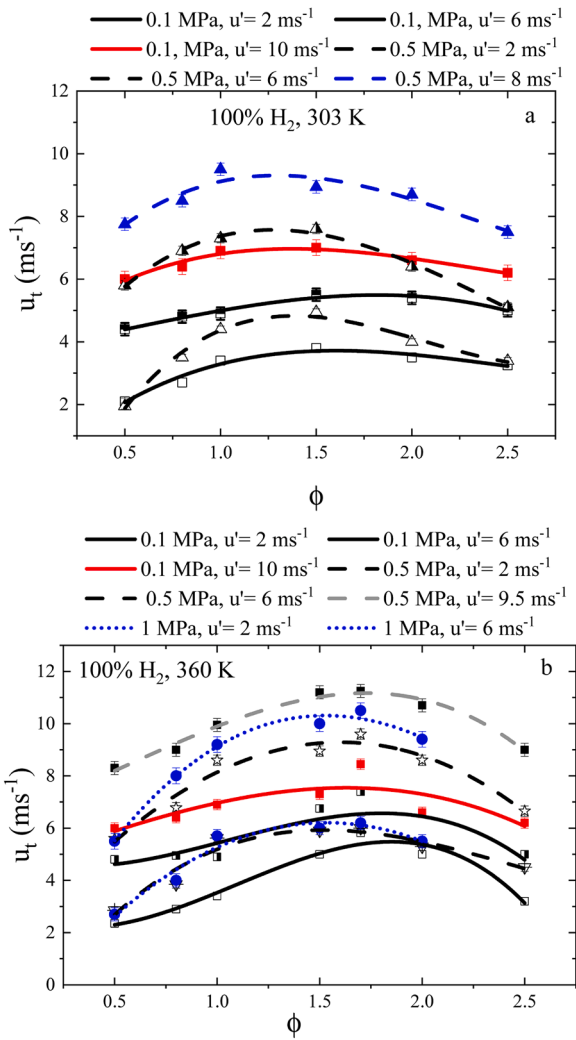 0.1 MPa, u'= 2 ms⁻¹ 0.1, MPa, u'= 6 ms⁻¹
0.1, MPa, u'= 10 ms⁻¹ 0.5 MPa, u'= 2 ms⁻¹
0.5 MPa, u'= 6 ms⁻¹ 0.5 MPa, u'= 8 ms⁻¹
100% H₂, 303 K a
12
10
8
6
4
2
uₜ (ms⁻¹)
0.5 1.0 1.5 2.0 2.5
ϕ
0.1 MPa, u'= 2 ms⁻¹ 0.1 MPa, u'= 6 ms⁻¹
0.1 MPa, u'= 10 ms⁻¹ 0.5 MPa, u'= 2 ms⁻¹
0.5 MPa, u'= 6 ms⁻¹ 0.5 MPa, u'= 9.5 ms⁻¹
1 MPa, u'= 2 ms⁻¹ 1 MPa, u'= 6 ms⁻¹
100% H₂, 360 K b
12
10
8
6
4
2
0
uₜ (ms⁻¹)
0.5 1.0 1.5 2.0 2.5
ϕ